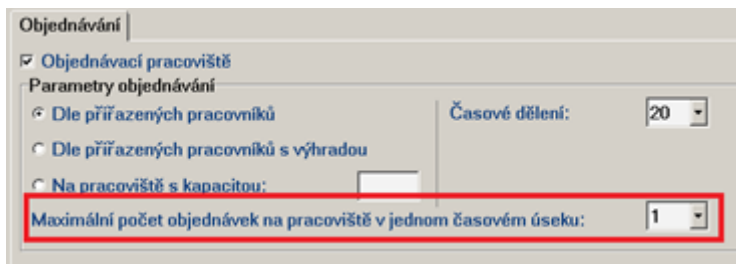 Objednávání
Objednávací pracoviště
Parametry objednávání
Dle přiřazených pracovníků
Časové dělení: 20
Dle přiřazených pracovníků s výhradou
Na pracoviště s kapacitou:
Maximální počet objednávek na pracoviště v jednom časovém úseku: 1